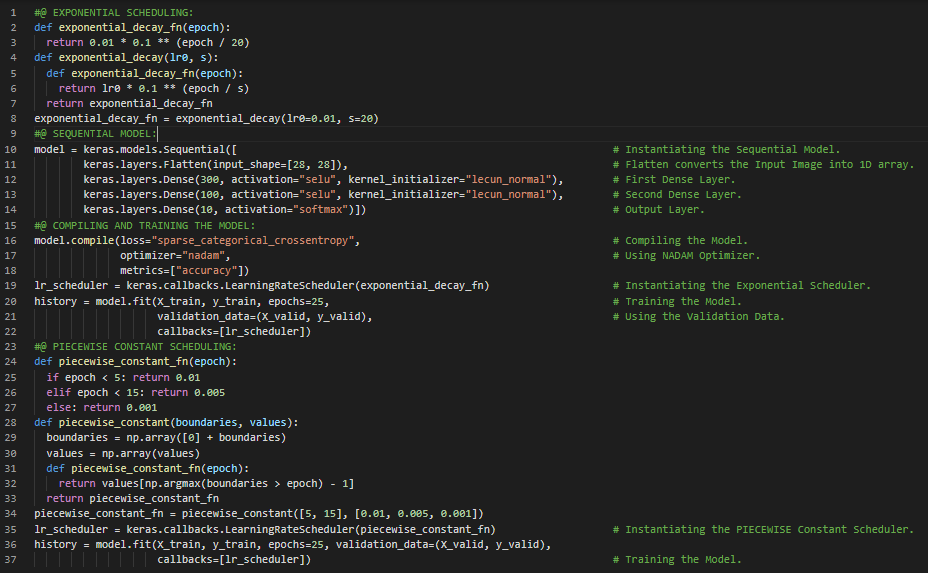 1 #@ EXPONENTIAL SCHEDULING:
2 def exponential_decay_fn(epoch):
3   return 0.01 * 0.1 ** (epoch / 20)
4 def exponential_decay(lr0, s):
5   def exponential_decay_fn(epoch):
6     return lr0 * 0.1 ** (epoch / s)
7   return exponential_decay_fn
8 exponential_decay_fn = exponential_decay(lr0=0.01, s=20)
9 #@ SEQUENTIAL MODEL:
10 model = keras.models.Sequential([ # Instantiating the Sequential Model.
11         keras.layers.Flatten(input_shape=[28, 28]), # Flatten converts the Input Image into 1D array.
12         keras.layers.Dense(300, activation="selu", kernel_initializer="lecun_normal"), # First Dense Layer.
13         keras.layers.Dense(100, activation="selu", kernel_initializer="lecun_normal"), # Second Dense Layer.
14         keras.layers.Dense(10, activation="softmax")]) # Output Layer.
15 #@ COMPILING AND TRAINING THE MODEL:
16 model.compile(loss="sparse_categorical_crossentropy", # Compiling the Model.
17               optimizer="nadam", # Using NADAM Optimizer.
18               metrics=["accuracy"])
19 lr_scheduler = keras.callbacks.LearningRateScheduler(exponential_decay_fn) # Instantiating the Exponential Scheduler.
20 history = model.fit(X_train, y_train, epochs=25, # Training the Model.
21                     validation_data=(X_valid, y_valid), # Using the Validation Data.
22                     callbacks=[lr_scheduler])
23 #@ PIECEWISE CONSTANT SCHEDULING:
24 def piecewise_constant_fn(epoch):
25   if epoch < 5: return 0.01
26   elif epoch < 15: return 0.005
27   else: return 0.001
28 def piecewise_constant(boundaries, values):
29   boundaries = np.array([0] + boundaries)
30   values = np.array(values)
31   def piecewise_constant_fn(epoch):
32     return values[np.argmax(boundaries > epoch) - 1]
33   return piecewise_constant_fn
34 piecewise_constant_fn = piecewise_constant([5, 15], [0.01, 0.005, 0.001])
35 lr_scheduler = keras.callbacks.LearningRateScheduler(piecewise_constant_fn) # Instantiating the PIECEWISE Constant Scheduler.
36 history = model.fit(X_train, y_train, epochs=25, validation_data=(X_valid, y_valid),
37                     callbacks=[lr_scheduler]) # Training the Model.